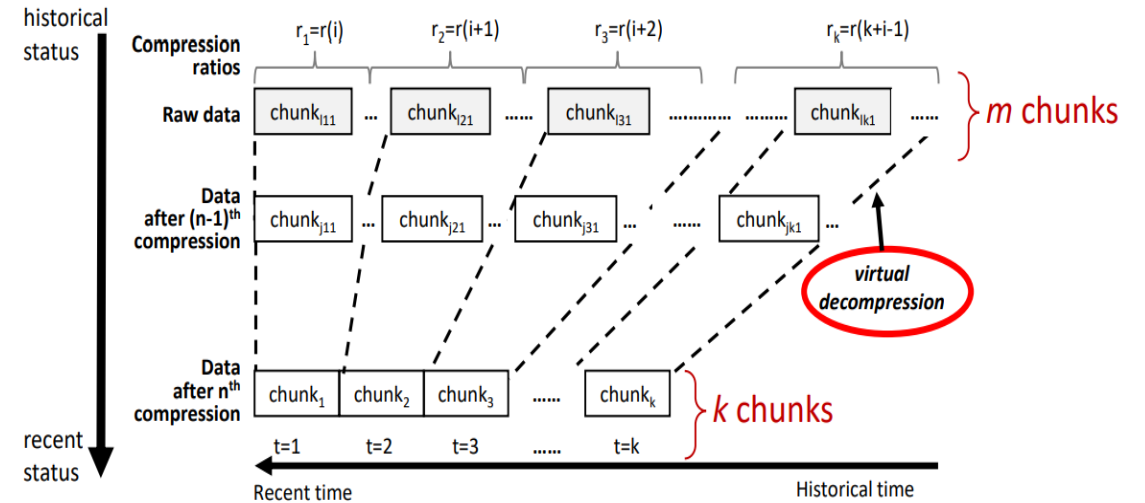 historical
status
Compression
ratios
r₁=r(i)
r₂=r(i+1)
r₃=r(i+2)
rₖ=r(k+i-1)
Raw data
chunkₗ₁₁
...
chunkₗ₂₁
......
chunkₗ₃₁
.............
.........
chunkₗₖ₁
......
m chunks
Data
after (n-1)ᵗʰ
compression
chunkⱼ₁₁
...
chunkⱼ₂₁
...
chunkⱼ₃₁
...
......
chunkⱼₖ₁
...
virtual
decompression
Data
after nᵗʰ
compression
chunk₁
chunk₂
chunk₃
......
chunkₖ
k chunks
recent
status
t=1
t=2
t=3
......
t=k
Recent time
Historical time